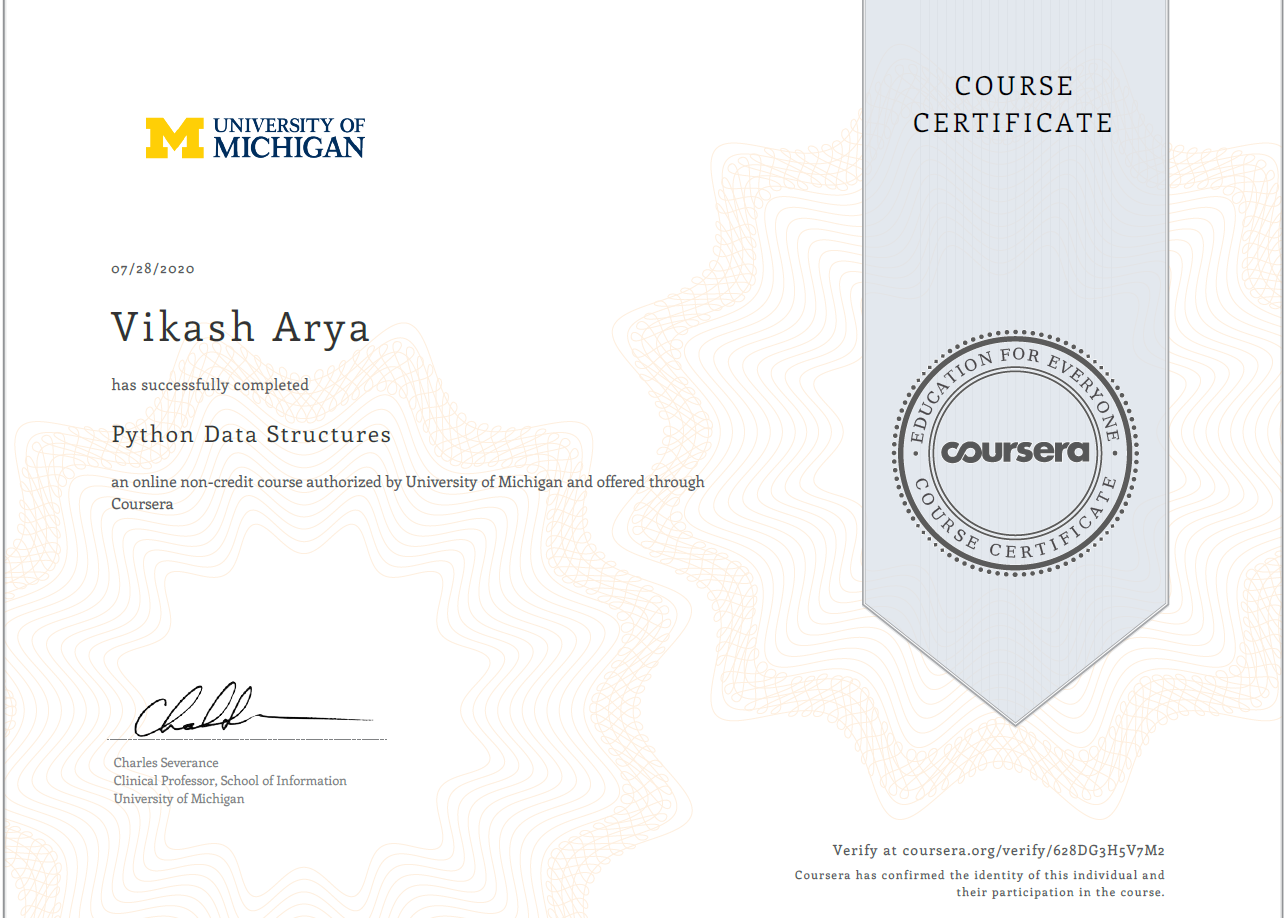 COURSE
CERTIFICATE
UNIVERSITY OF
MICHIGAN
07/28/2020
Vikash Arya
has successfully completed
Python Data Structures
an online non-credit course authorized by University of Michigan and offered through
Coursera
EDUCATION FOR EVERYONE
coursera
COURSE CERTIFICATE
Charles Severance
Clinical Professor, School of Information
University of Michigan
Verify at coursera.org/verify/628DG3H5V7M2
Coursera has confirmed the identity of this individual and
their participation in the course.